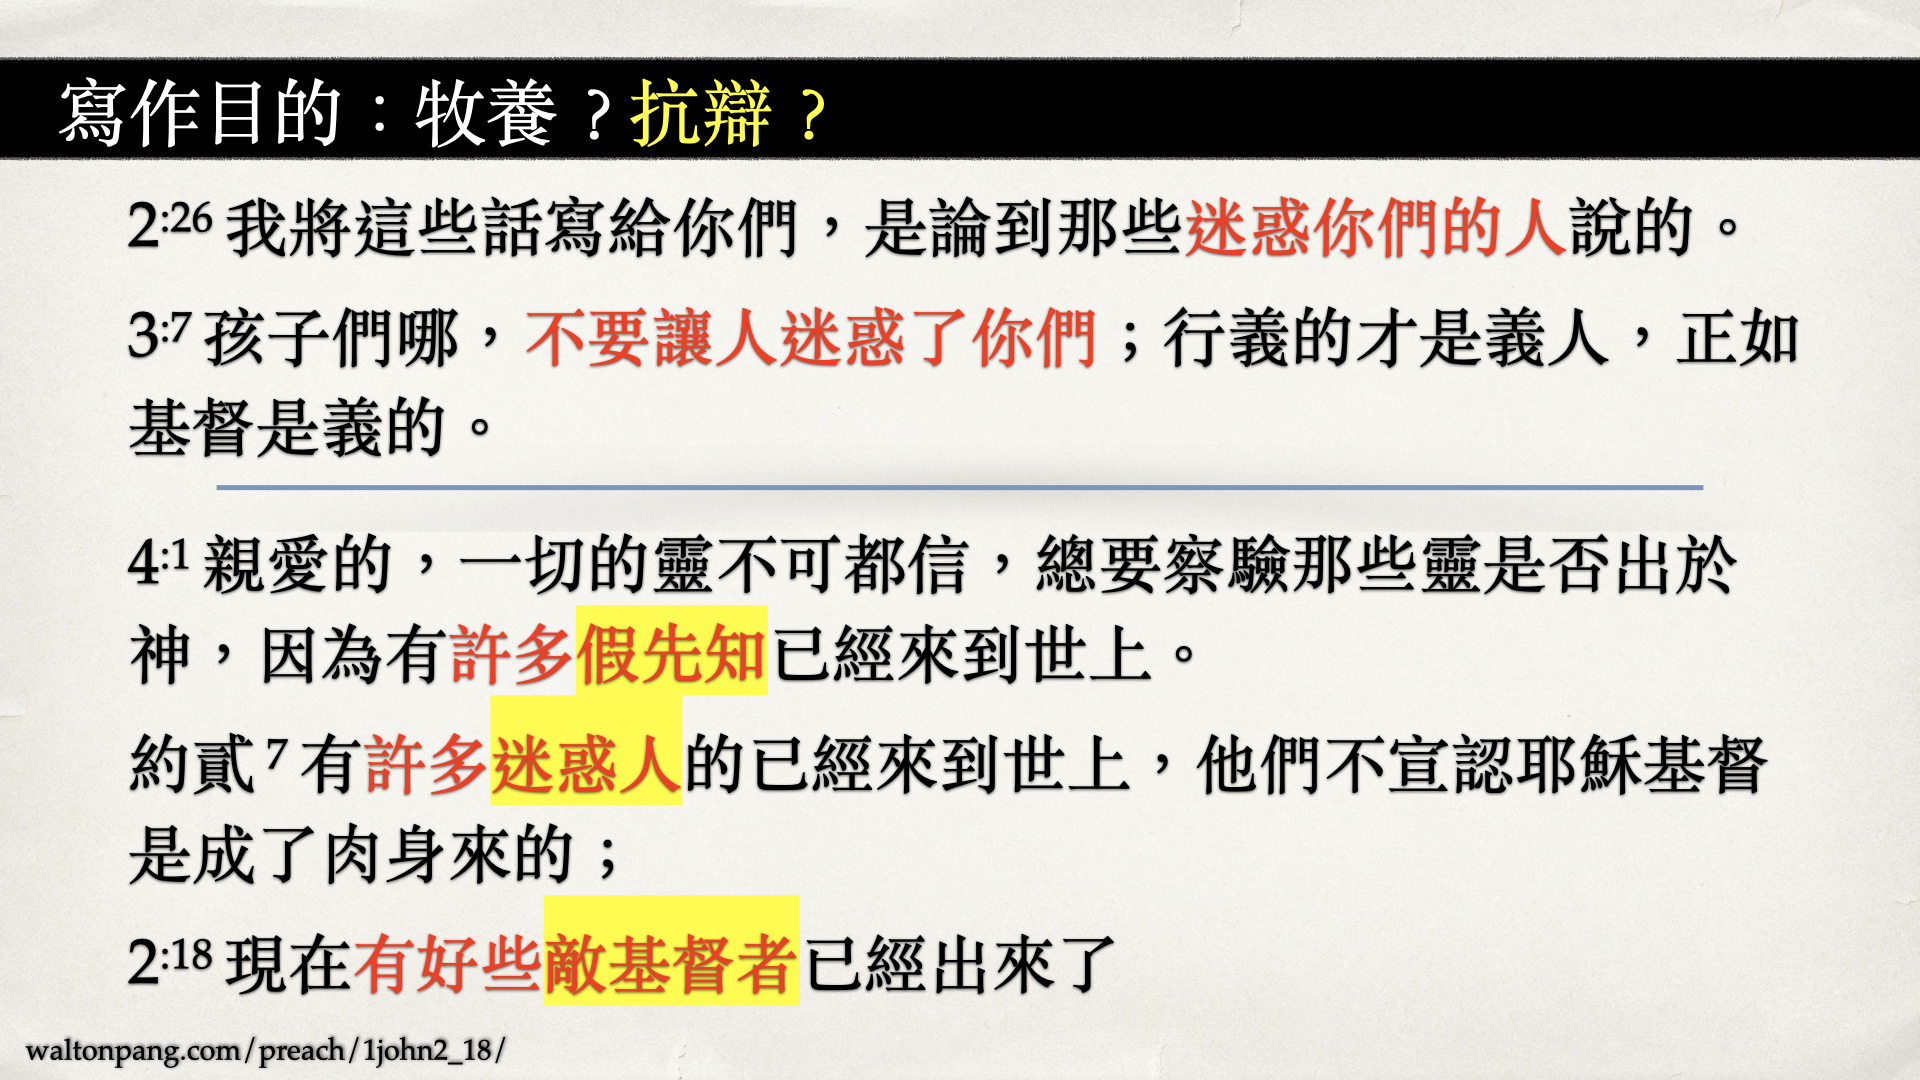 寫作目的：牧養？抗辯？
2:26 我將這些話寫給你們，是論到那些迷惑你們的人說的。
3:7 孩子們哪，不要讓人迷惑了你們；行義的才是義人，正如
基督是義的。
4:1 親愛的，一切的靈不可都信，總要察驗那些靈是否出於
神，因為有許多假先知已經來到世上。
約貳 7 有許多迷惑人的已經來到世上，他們不宣認耶穌基督
是成了肉身來的；
2:18 現在有好些敵基督者已經出來了
waltonpang.com/preach/1john2_18/